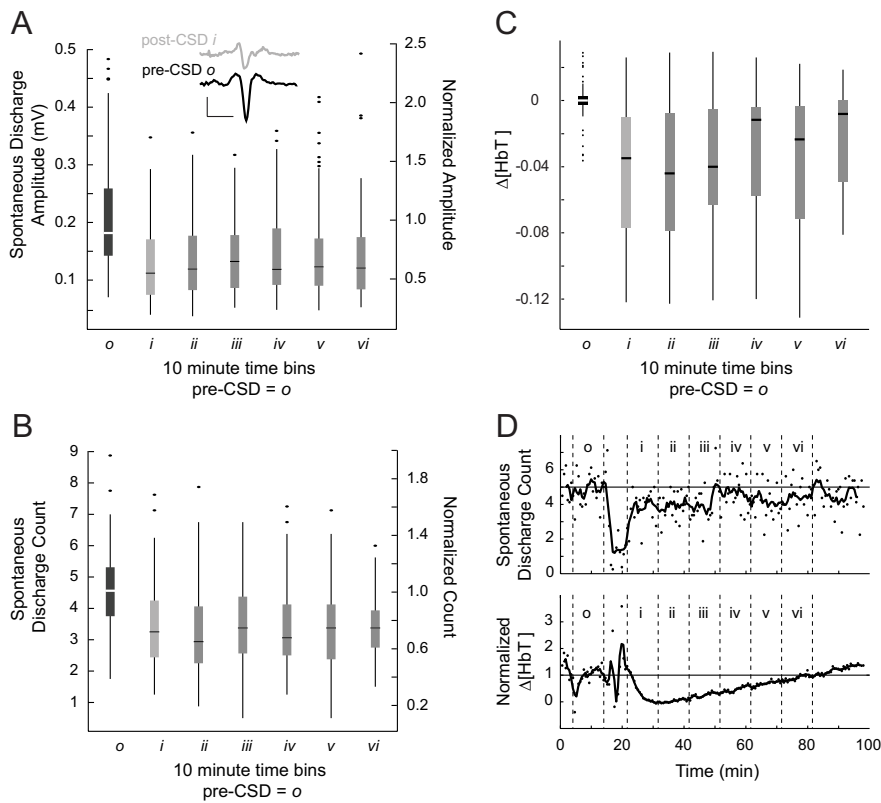 A
post-CSD i
pre-CSD o
Spontaneous Discharge
Amplitude (mV)
0.5
0.4
0.3
0.2
0.1
Normalized Amplitude
2.5
2.0
1.5
1.0
0.5
o i ii iii iv v vi
10 minute time bins
pre-CSD = o
C
Δ[HbT]
0
-0.04
-0.08
-0.12
o i ii iii iv v vi
10 minute time bins
pre-CSD = o
B
Spontaneous
Discharge Count
9
8
7
6
5
4
3
2
1
Normalized Count
1.8
1.4
1.0
0.6
0.2
o i ii iii iv v vi
10 minute time bins
pre-CSD = o
D
Spontaneous
Discharge Count
6
4
2
0
o i ii iii iv v vi
Normalized
Δ[HbT]
3
2
1
0
o i ii iii iv v vi
0 20 40 60 80 100
Time (min)